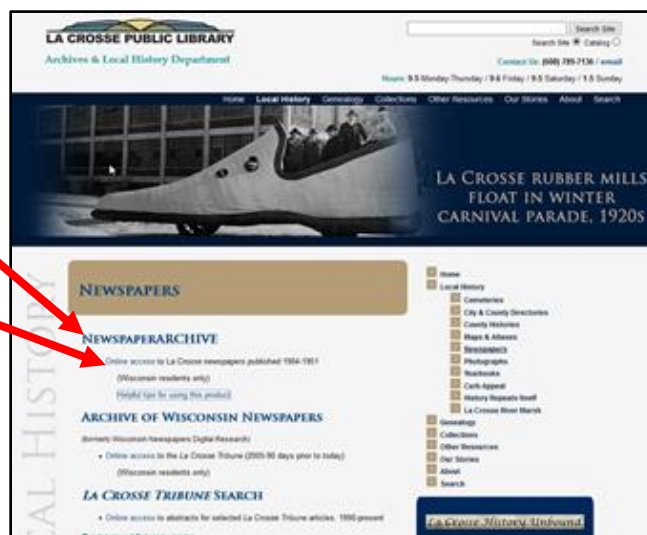 Search Site
LA CROSSE PUBLIC LIBRARY
Search Site Catalog
Archives & Local History Department
Contact Us: (608) 789-7136 / email
Hours: 9-5 Monday-Thursday / 9-6 Friday / 9-5 Saturday / 1-5 Sunday
Home Local History Genealogy Collections Other Resources Our Stories About Search
LA CROSSE RUBBER MILLS
FLOAT IN WINTER
CARNIVAL PARADE, 1920S
AL HISTORY
NEWSPAPERS
NEWSPAPERARCHIVE
Online access to La Crosse newspapers published
(Wisconsin residents only)
Helpful tips for using this product
ARCHIVE OF WISCONSIN NEWSPAPERS
(formerly Wisconsin Newspapers Digital Research)
Online access to the La Crosse Tribune (2005-90 days prior to today)
(Wisconsin residents only)
LA CROSSE TRIBUNE SEARCH
Online access to abstracts for selected La Crosse Tribune articles, 1990-present
Home
Local History
Cemeteries
City & County Directories
County Histories
Maps & Atlases
Newspapers
Photographs
Yearbooks
Curb Appeal
History Repeats Itself
La Crosse River Marsh
Genealogy
Collections
Other Resources
Our Stories
About
Search
La Crosse History Unbound